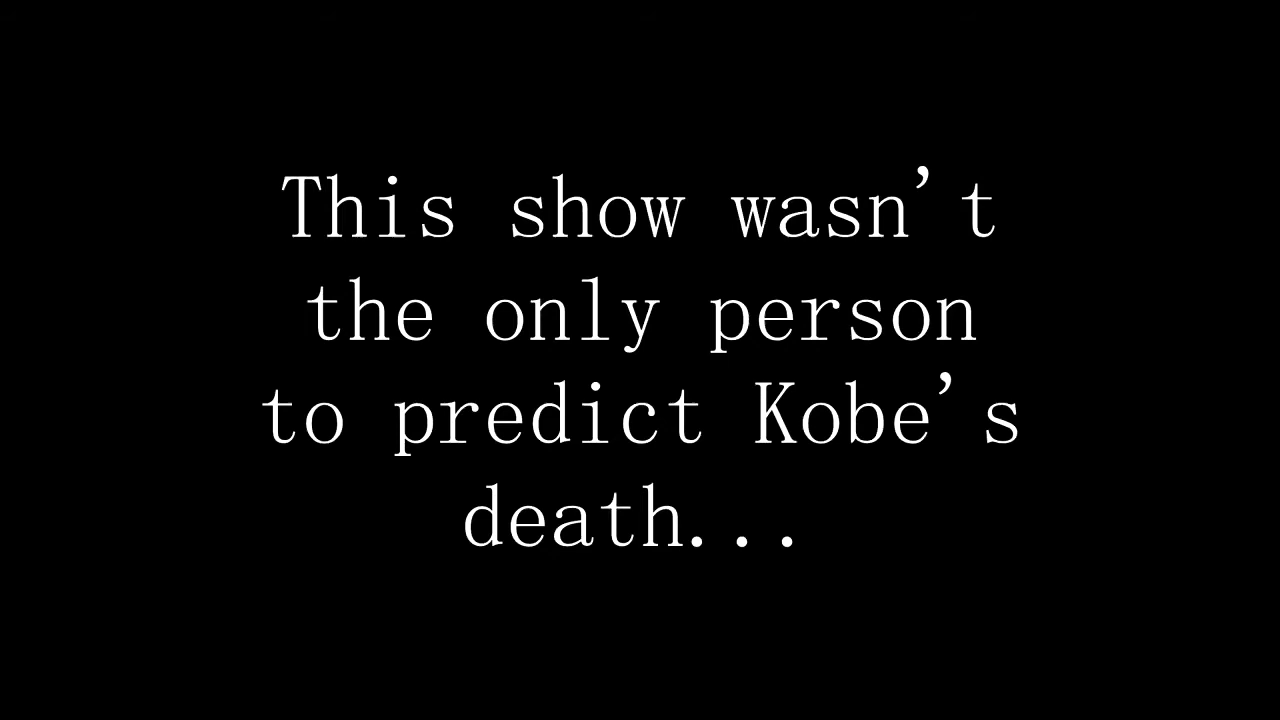 This show wasn't
the only person
to predict Kobe's
death...